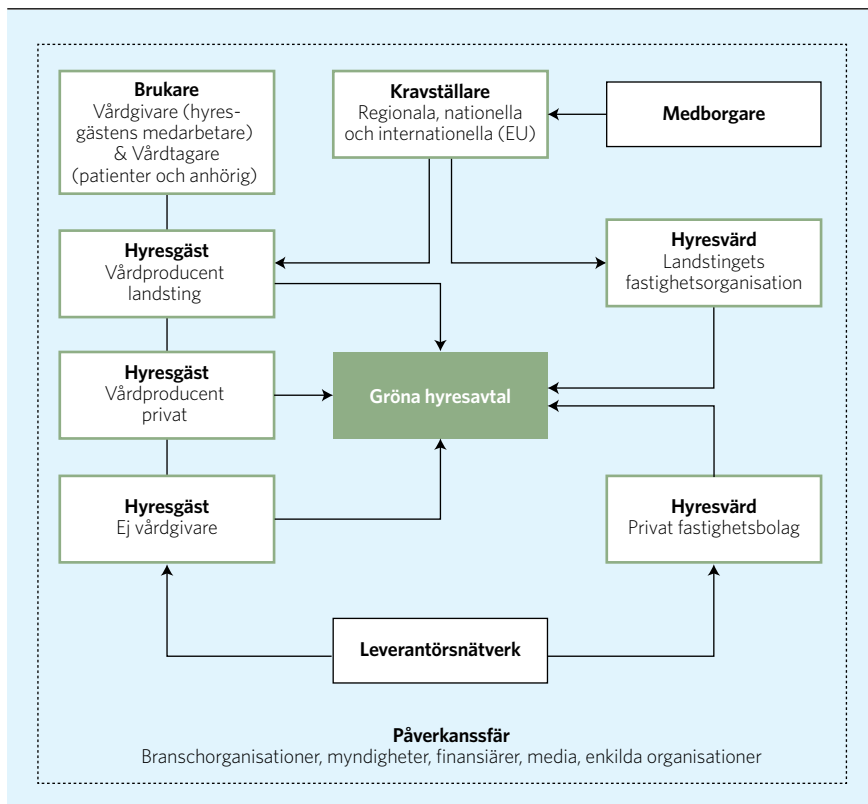 Brukare
Vårdgivare (hyres-
gästens medarbetare)
& Vårdtagare
(patienter och anhörig)
Kravställare
Regionala, nationella
och internationella (EU)
Medborgare
Hyresgäst
Vårdproducent
landsting
Hyresvärd
Landstingets
fastighetsorganisation
Hyresgäst
Vårdproducent
privat
Gröna hyresavtal
Hyresgäst
Ej vårdgivare
Hyresvärd
Privat fastighetsbolag
Leverantörsnätverk
Påverkanssfär
Branschorganisationer, myndigheter, finansiärer, media, enkilda organisationer